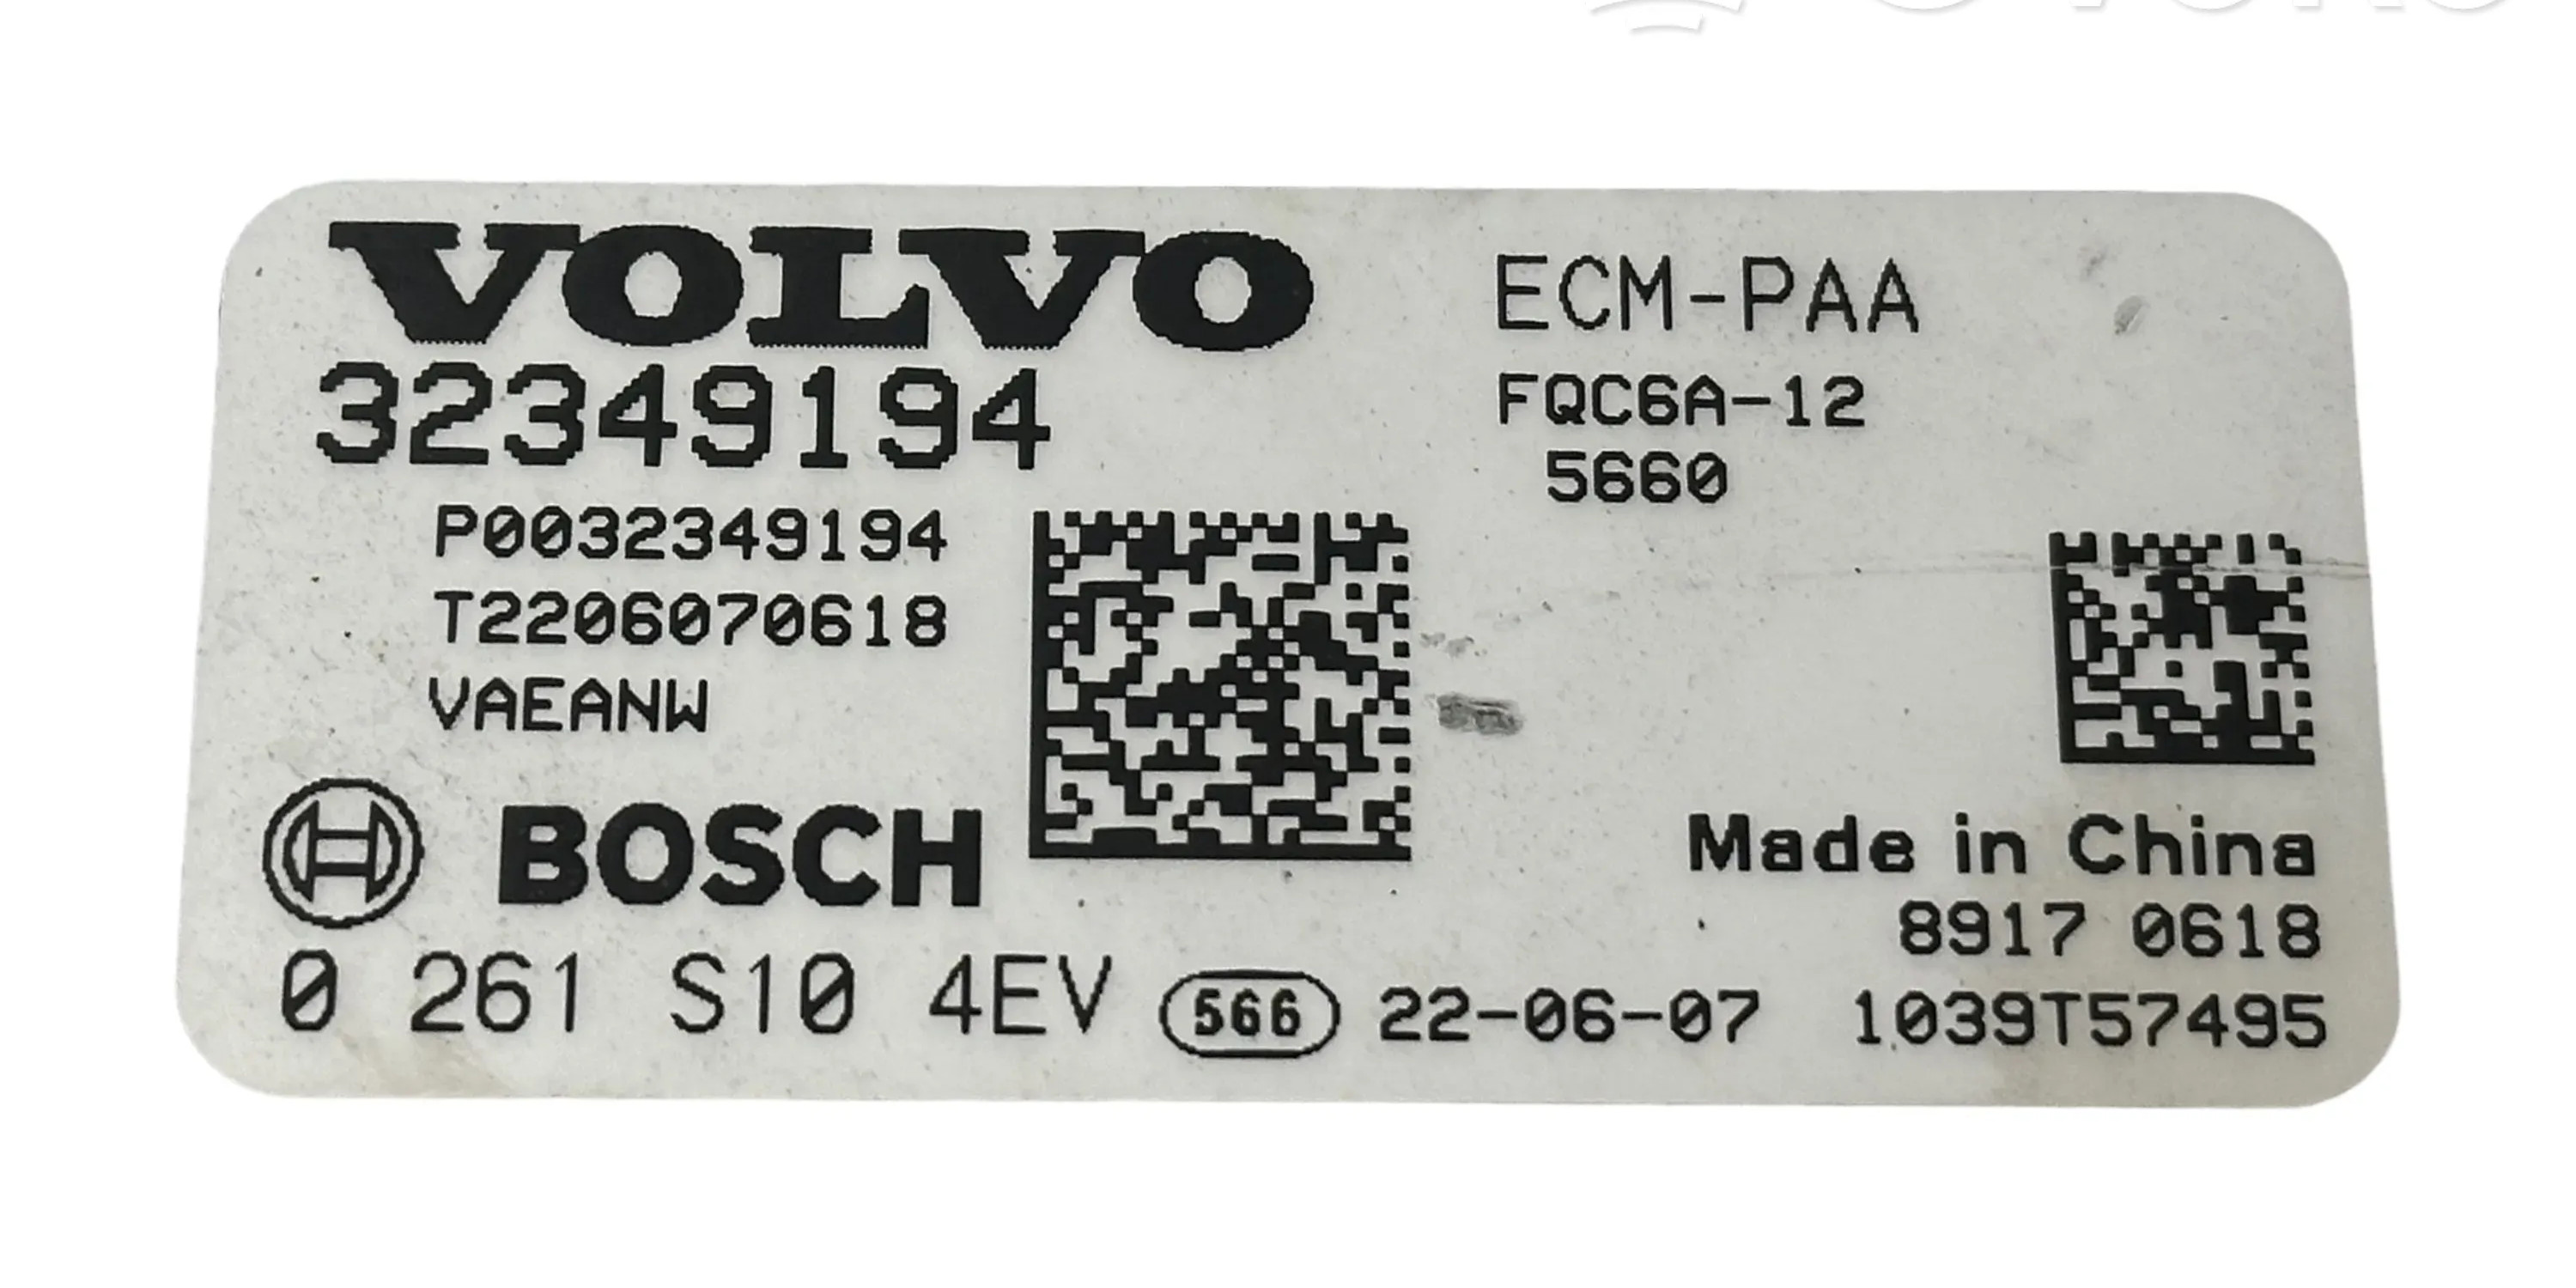 VOLVO
32349194
P0032349194
T2206070618
VAEANW
ECM-PAA
FQC6A-12
5660
BOSCH
0 261 S10 4EV
566
22-06-07
Made in China
8917 0618
1039T57495